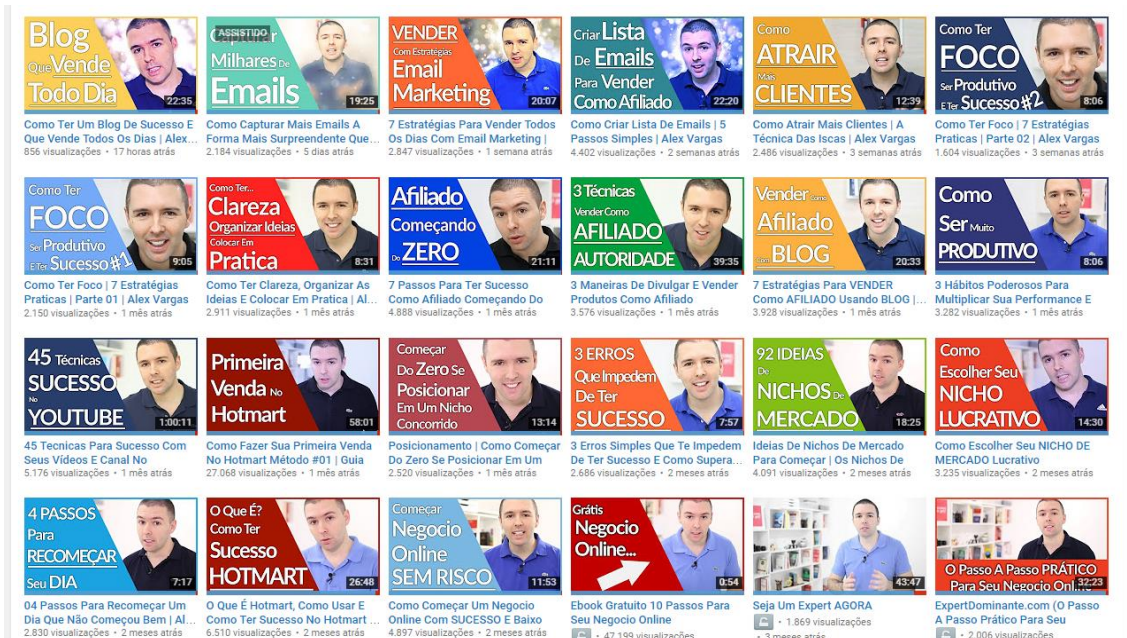 Blog
Que Vende
Todo Dia
22:35
Como Ter Um Blog De Sucesso E
Que Vende Todos Os Dias | Alex...
856 visualizações • 17 horas atrás
ASSISTIDO
Capturar
Milhares De
Emails
19:25
Como Capturar Mais Emails A
Forma Mais Surpreendente Que...
2.184 visualizações • 5 dias atrás
VENDER
Com Estratégias
Email
Marketing
20:07
7 Estratégias Para Vender Todos
Os Dias Com Email Marketing |
2.847 visualizações • 1 semana atrás
Criar Lista
De Emails
Para Vender
Como Afiliado
22:20
Como Criar Lista De Emails | 5
Passos Simples | Alex Vargas
4.402 visualizações • 2 semanas atrás
Como
ATRAIR
Mais
CLIENTES
12:39
Como Atrair Mais Clientes | A
Técnica Das Iscas | Alex Vargas
2.486 visualizações • 3 semanas atrás
Como Ter
FOCO
Ser Produtivo
E Ter Sucesso #2
8:06
Como Ter Foco | 7 Estratégias
Praticas | Parte 02 | Alex Vargas
1.604 visualizações • 3 semanas atrás
Como Ter
FOCO
Ser Produtivo
E Ter Sucesso #1
9:05
Como Ter Foco | 7 Estratégias
Praticas | Parte 01 | Alex Vargas
2.150 visualizações • 1 mês atrás
Como Ter...
Clareza
Organizar Ideias
Colocar Em
Pratica
8:31
Como Ter Clareza, Organizar As
Ideias E Colocar Em Pratica | Al...
2.911 visualizações • 1 mês atrás
Afiliado
Começando
Do ZERO
21:11
7 Passos Para Ter Sucesso
Como Afiliado Começando Do
4.888 visualizações • 1 mês atrás
3 Técnicas
Vender Como
AFILIADO
AUTORIDADE
39:35
3 Maneiras De Divulgar E Vender
Produtos Como Afiliado
3.576 visualizações • 1 mês atrás
Vender Como
Afiliado
Com BLOG
20:33
7 Estratégias Para VENDER
Como AFILIADO Usando BLOG |...
3.928 visualizações • 1 mês atrás
Como
Ser Muito
PRODUTIVO
8:06
3 Hábitos Poderosos Para
Multiplicar Sua Performance E
3.282 visualizações • 1 mês atrás
45 Técnicas
SUCESSO
No
YOUTUBE
1:00:11
45 Tecnicas Para Sucesso Com
Seus Vídeos E Canal No
5.176 visualizações • 1 mês atrás
Primeira
Venda No
Hotmart
58:01
Como Fazer Sua Primeira Venda
No Hotmart Método #01 | Guia
27.068 visualizações • 1 mês atrás
Começar
Do Zero Se
Posicionar
Em Um Nicho
Concorrido
13:14
Posicionamento | Como Começar
Do Zero Se Posicionar Em Um
2.520 visualizações • 1 mês atrás
3 ERROS
Que Impedem
De Ter
SUCESSO
7:57
3 Erros Simples Que Te Impedem
De Ter Sucesso E Como Supera...
2.686 visualizações • 2 meses atrás
92 IDEIAS
De
NICHOS De
MERCADO
18:25
Ideias De Nichos De Mercado
Para Começar | Os Nichos De
4.091 visualizações • 2 meses atrás
Como
Escolher Seu
NICHO
LUCRATIVO
14:30
Como Escolher Seu NICHO DE
MERCADO Lucrativo
3.235 visualizações • 2 meses atrás
4 PASSOS
Para
RECOMEÇAR
Seu DIA
7:17
04 Passos Para Recomeçar Um
Dia Que Não Começou Bem | Al...
2.830 visualizações • 2 meses atrás
O Que É?
Como Ter
Sucesso
HOTMART
26:48
O Que É Hotmart, Como Usar E
Como Ter Sucesso No Hotmart ...
6.510 visualizações • 2 meses atrás
Começar
Negocio
Online
SEM RISCO
11:53
Como Começar Um Negocio
Online Com SUCESSO E Baixo
4.897 visualizações • 2 meses atrás
Grátis
Negocio
Online...
0:54
Ebook Gratuito 10 Passos Para
Seu Negocio Online
• 47.199 visualizações
43:47
Seja Um Expert AGORA
• 1.869 visualizações
• 3 meses atrás
O Passo A Passo PRÁTICO
Para Seu Negocio Online
32:23
ExpertDominante.com (O Passo
A Passo Prático Para Seu
• 2.006 visualizações